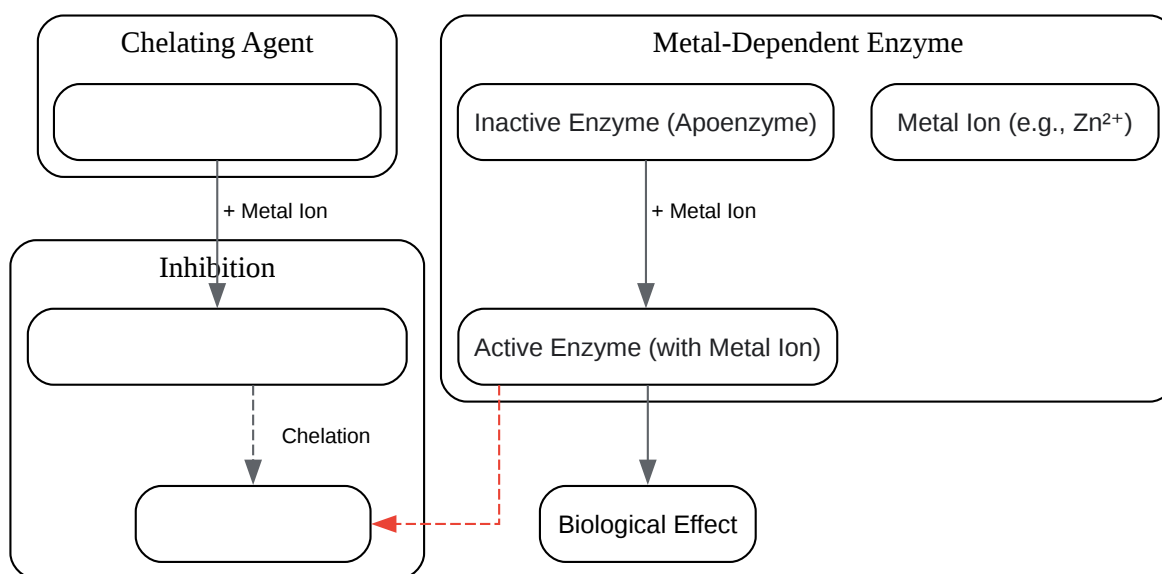 Chelating Agent
Metal-Dependent Enzyme
Inactive Enzyme (Apoenzyme)
Metal Ion (e.g., Zn²⁺)
+ Metal Ion
+ Metal Ion
Inhibition
Active Enzyme (with Metal Ion)
Chelation
Biological Effect